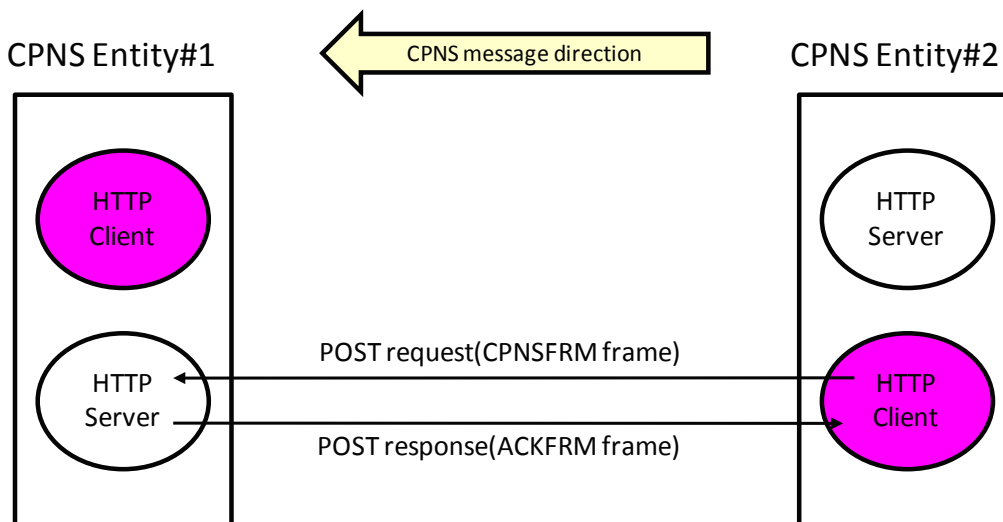 CPNS Entity#1
CPNS message direction
CPNS Entity#2
HTTP
Client
HTTP
Server
POST request(CPNSFRM frame)
HTTP
Server
HTTP
Client
POST response(ACKFRM frame)